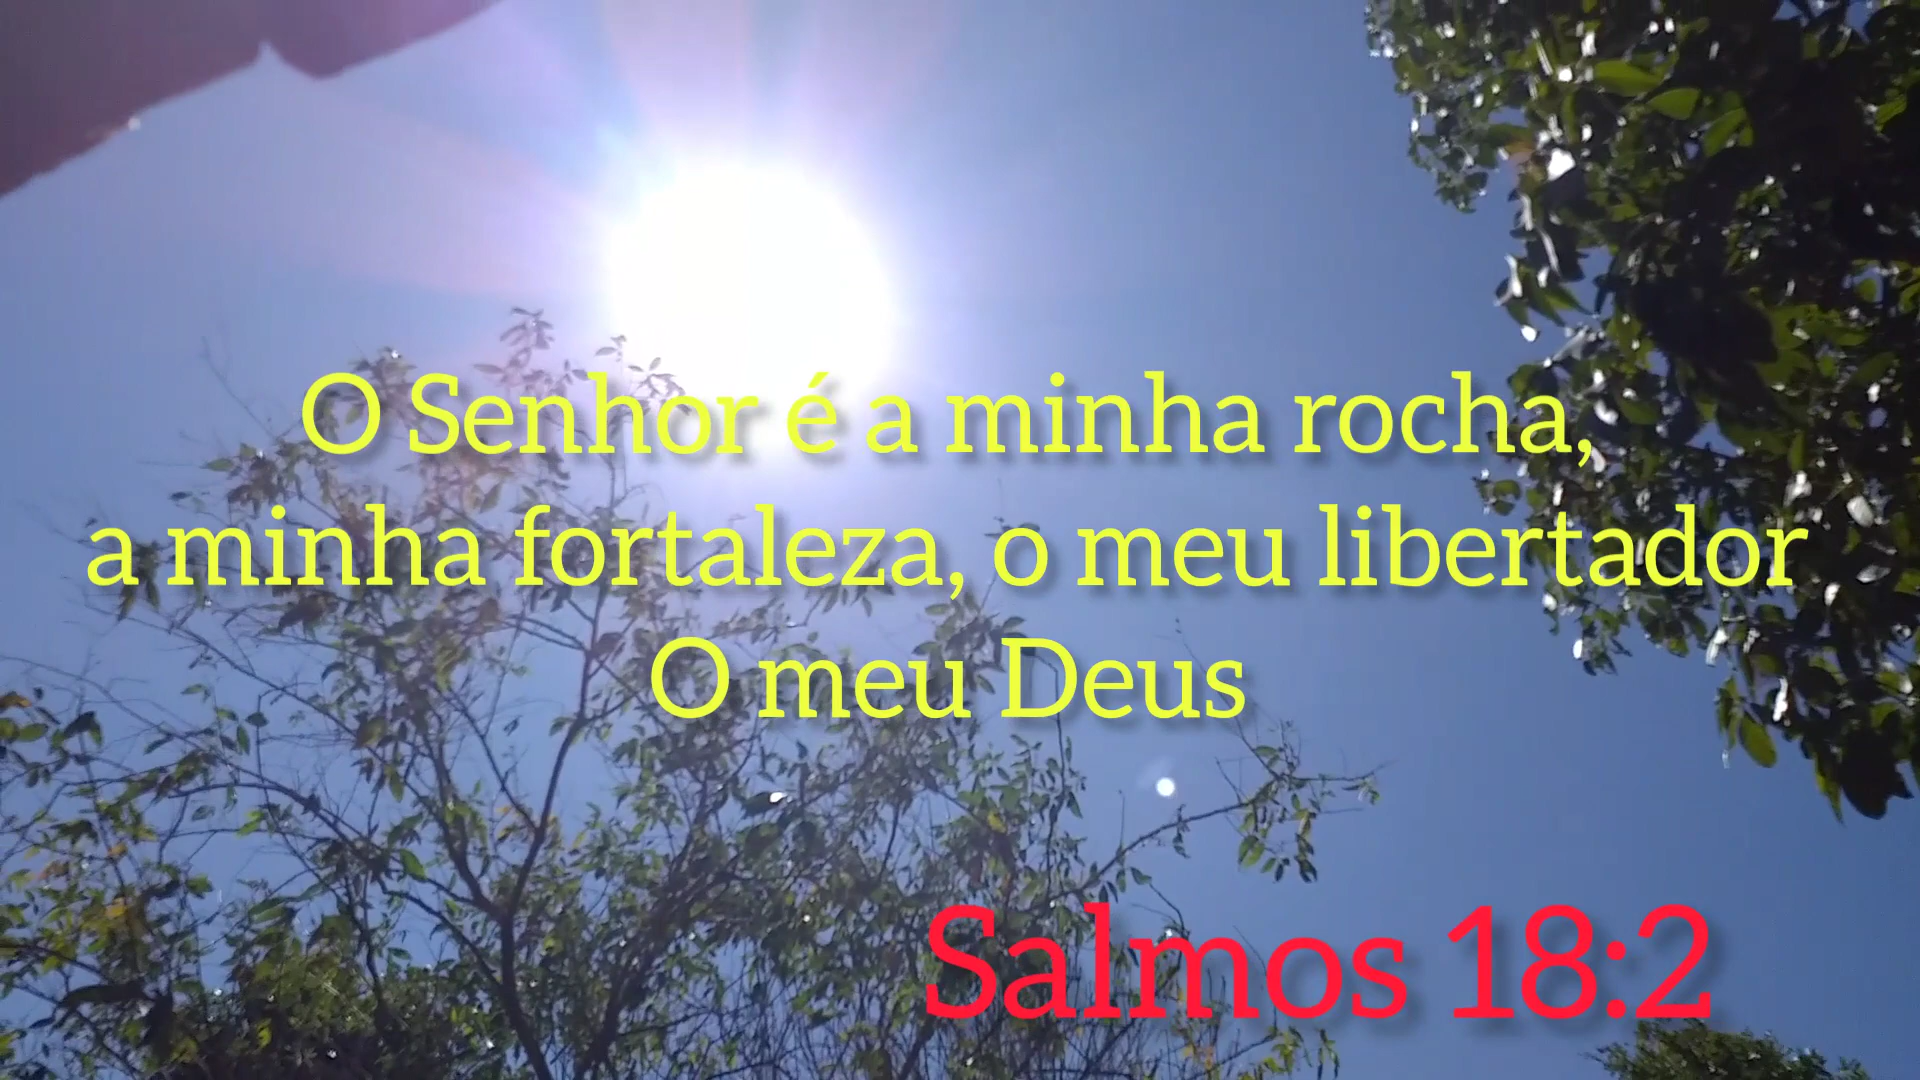 O Senhor é a minha rocha,
a minha fortaleza, o meu libertador
O meu Deus
Salmos 18:2